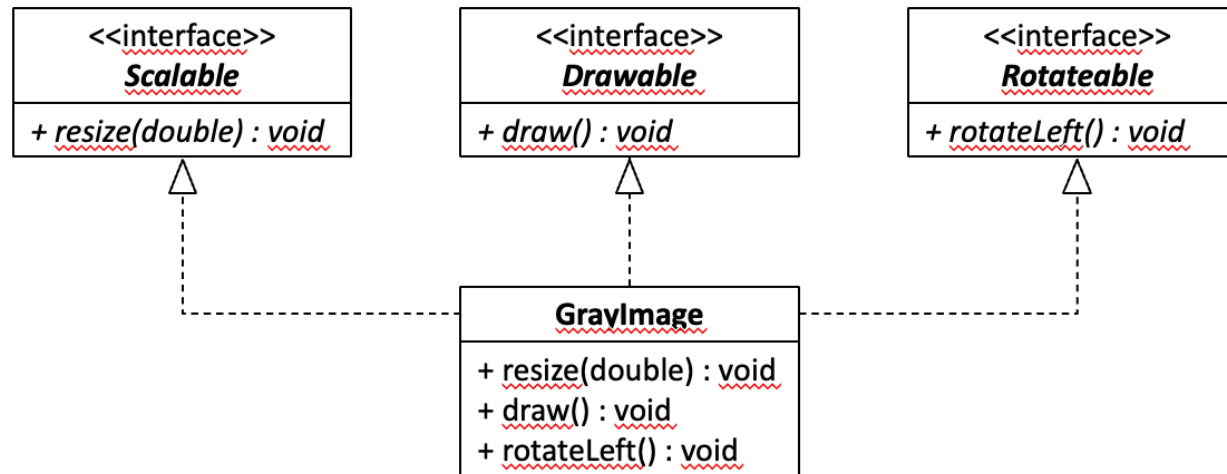 <<interface>>
Scalable
+ resize(double) : void
<<interface>>
Drawable
+ draw() : void
<<interface>>
Rotateable
+ rotateLeft() : void
GrayImage
+ resize(double) : void
+ draw() : void
+ rotateLeft() : void